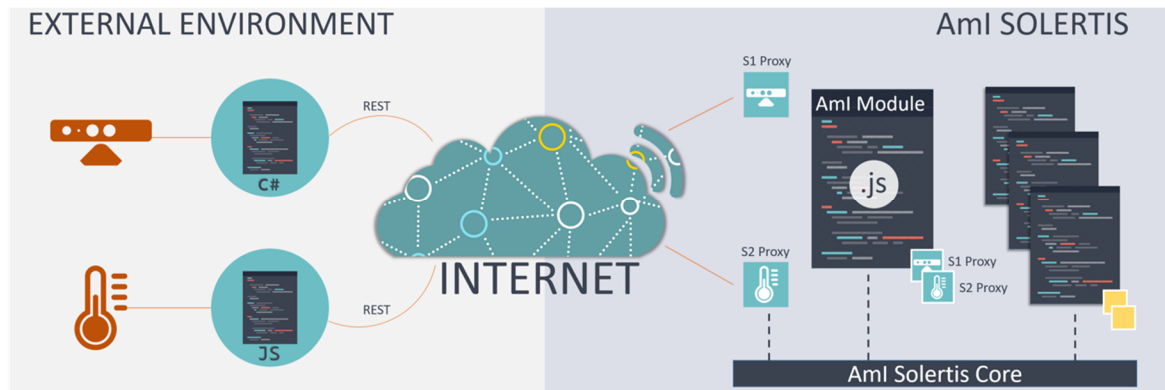 EXTERNAL ENVIRONMENT
AmI SOLERTIS
S1 Proxy
REST
AmI Module
.js
C#
INTERNET
S2 Proxy
S1 Proxy
S2 Proxy
REST
JS
AmI Solertis Core